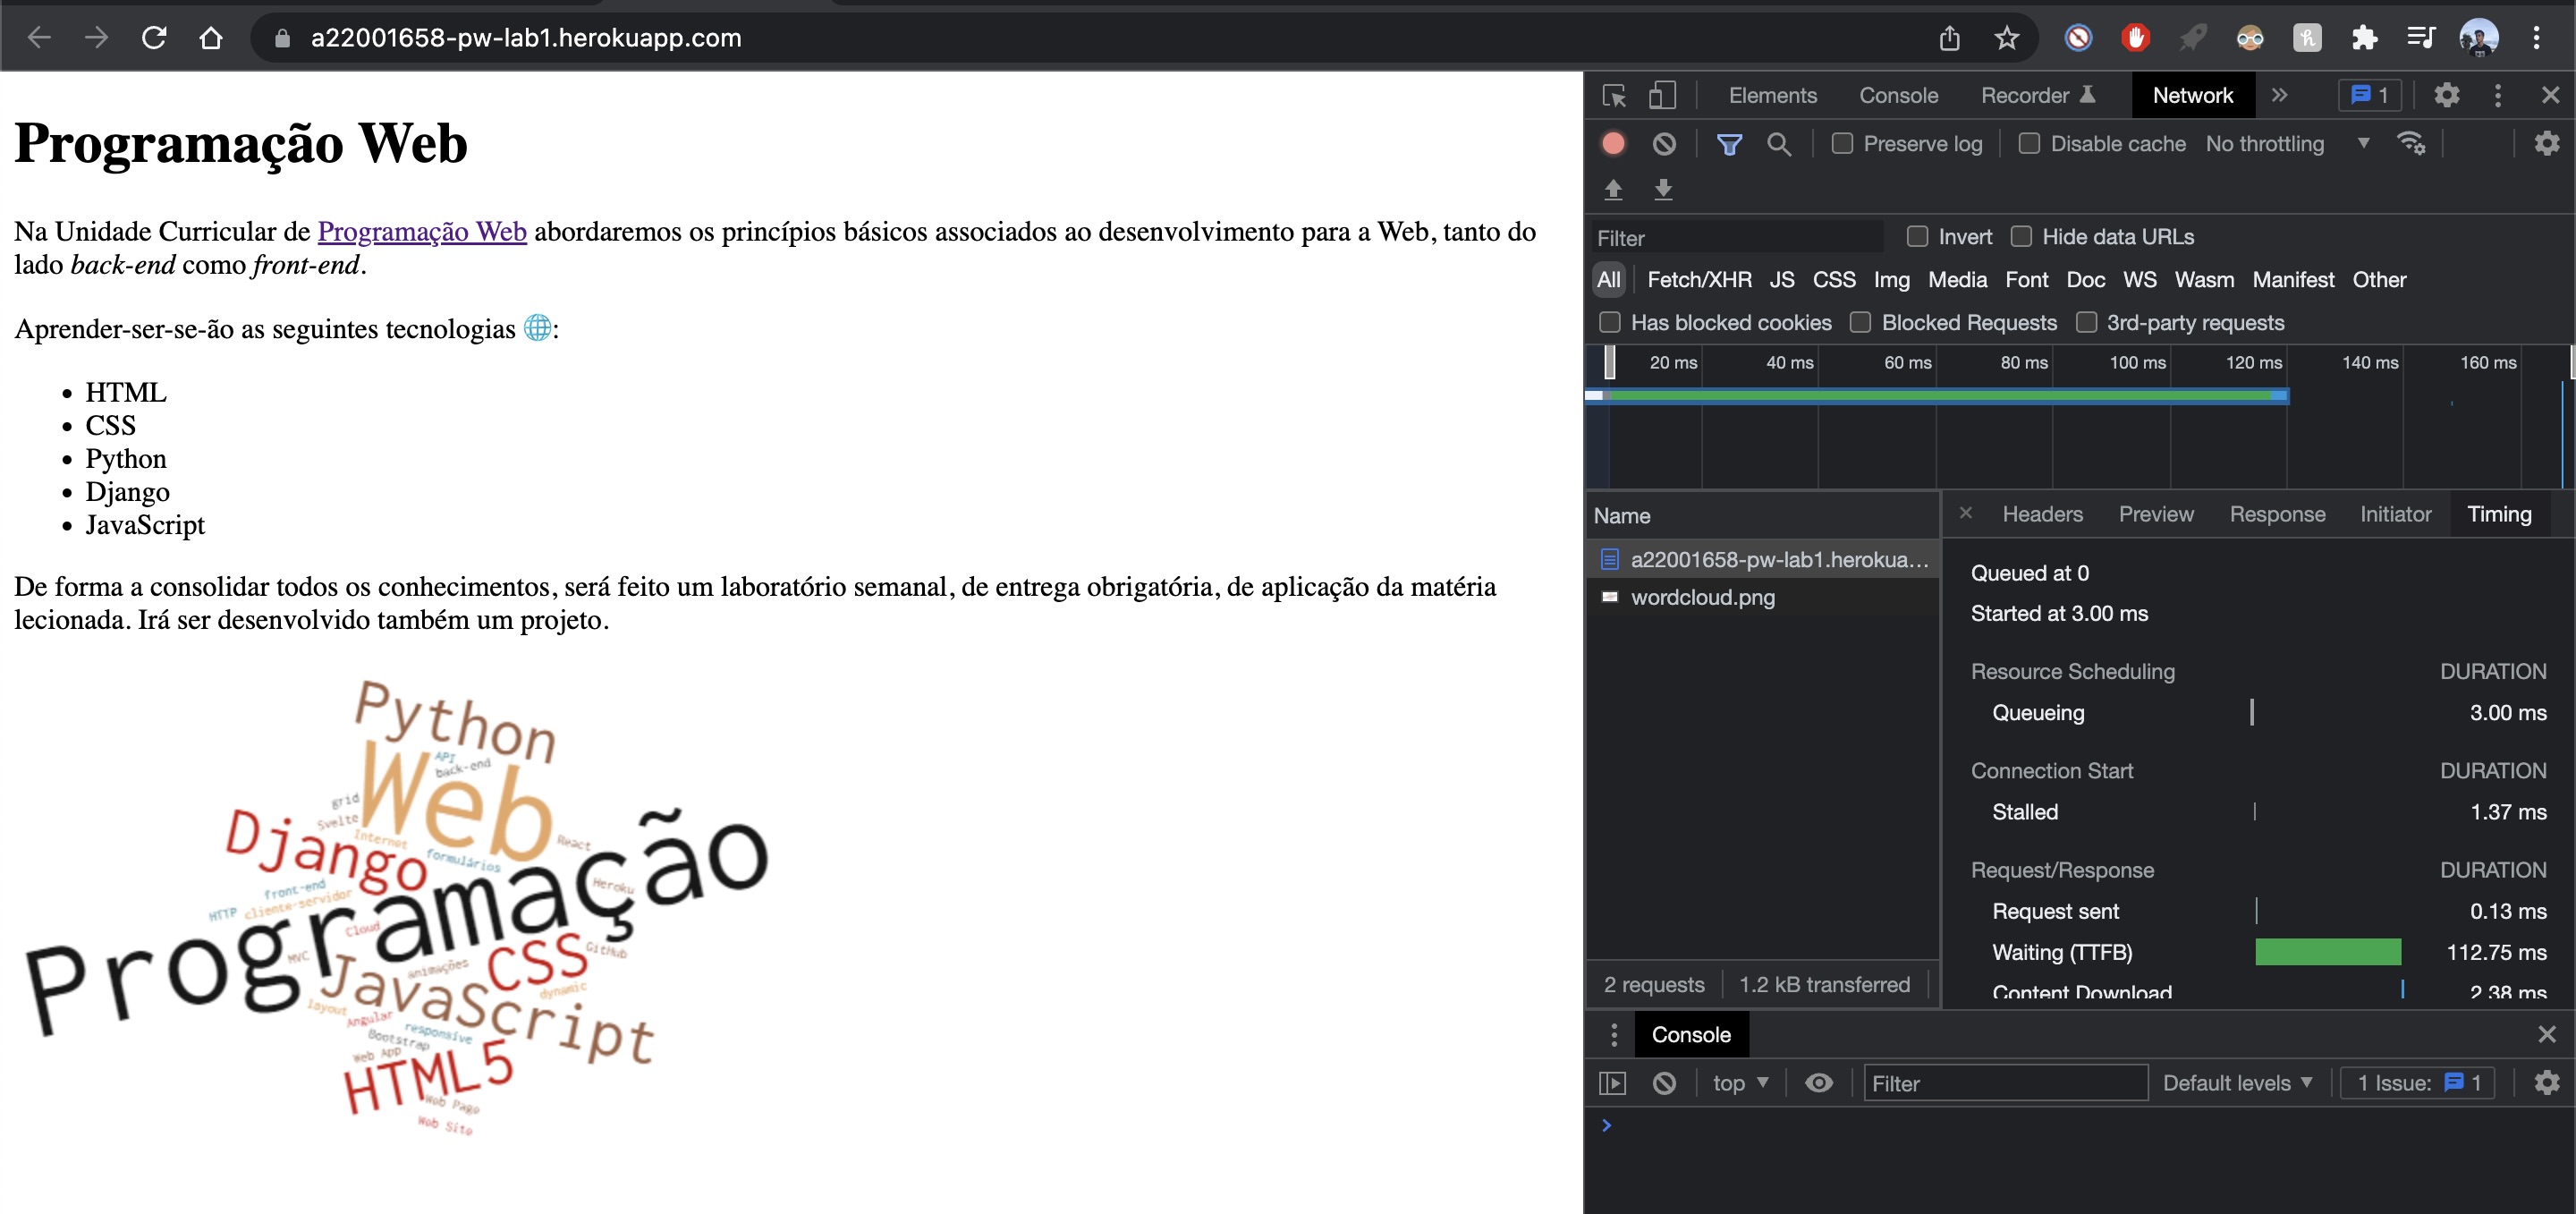 a22001658-pw-lab1.herokuapp.com
Programação Web
Na Unidade Curricular de Programação Web abordaremos os princípios básicos associados ao desenvolvimento para a Web, tanto do
lado back-end como front-end.
Aprender-ser-se-ão as seguintes tecnologias 🌐:
• HTML
• CSS
• Python
• Django
• JavaScript
De forma a consolidar todos os conhecimentos, será feito um laboratório semanal, de entrega obrigatória, de aplicação da matéria
lecionada. Irá ser desenvolvido também um projeto.
Python
API
back-end
Web
grid
Svelte
Django
Internet
formulários
React
Programação
Heroku
front-end
HTTP cliente-servidor
Cloud
MVC
CSS
GitHub
animações
JavaScript
dynamic
layout
Angular
responsive
Bootstrap
Web App
HTML5
Web Page
Web Site
Elements Console Recorder Network » 1
Preserve log Disable cache No throttling
Filter Invert Hide data URLs
All Fetch/XHR JS CSS Img Media Font Doc WS Wasm Manifest Other
Has blocked cookies Blocked Requests 3rd-party requests
20 ms 40 ms 60 ms 80 ms 100 ms 120 ms 140 ms 160 ms
Name
a22001658-pw-lab1.herokua…
wordcloud.png
2 requests 1.2 kB transferred
× Headers Preview Response Initiator Timing
Queued at 0
Started at 3.00 ms
Resource Scheduling DURATION
Queueing 3.00 ms
Connection Start DURATION
Stalled 1.37 ms
Request/Response DURATION
Request sent 0.13 ms
Waiting (TTFB) 112.75 ms
Content Download 2.38 ms
Console
top Filter Default levels 1 Issue: 1